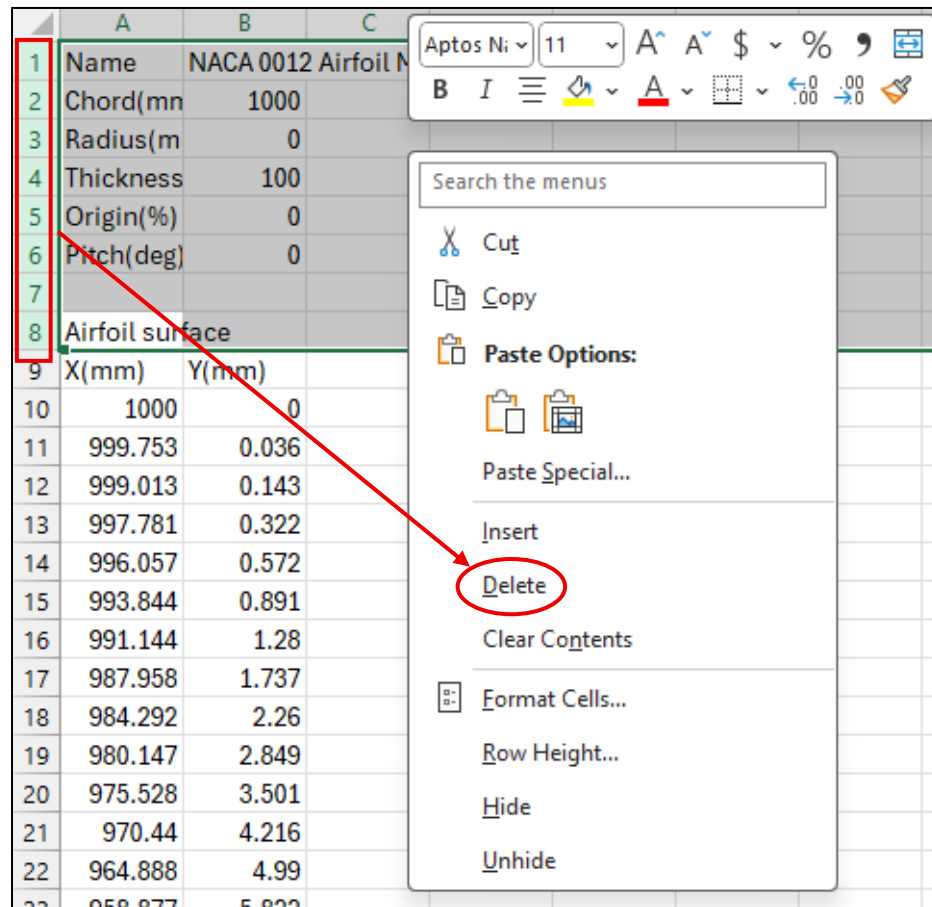 A B C
Aptos Na 11 A A $ % 9
B I A .00 .00
1 Name NACA 0012 Airfoil M
2 Chord(mm 1000
3 Radius(m 0
4 Thickness 100
5 Origin(%) 0
6 Pitch(deg) 0
7
8 Airfoil surface
9 X(mm) Y(mm)
10 1000 0
11 999.753 0.036
12 999.013 0.143
13 997.781 0.322
14 996.057 0.572
15 993.844 0.891
16 991.144 1.28
17 987.958 1.737
18 984.292 2.26
19 980.147 2.849
20 975.528 3.501
21 970.44 4.216
22 964.888 4.99
Search the menus
Cut
Copy
Paste Options:
Paste Special...
Insert
Delete
Clear Contents
Format Cells...
Row Height...
Hide
Unhide